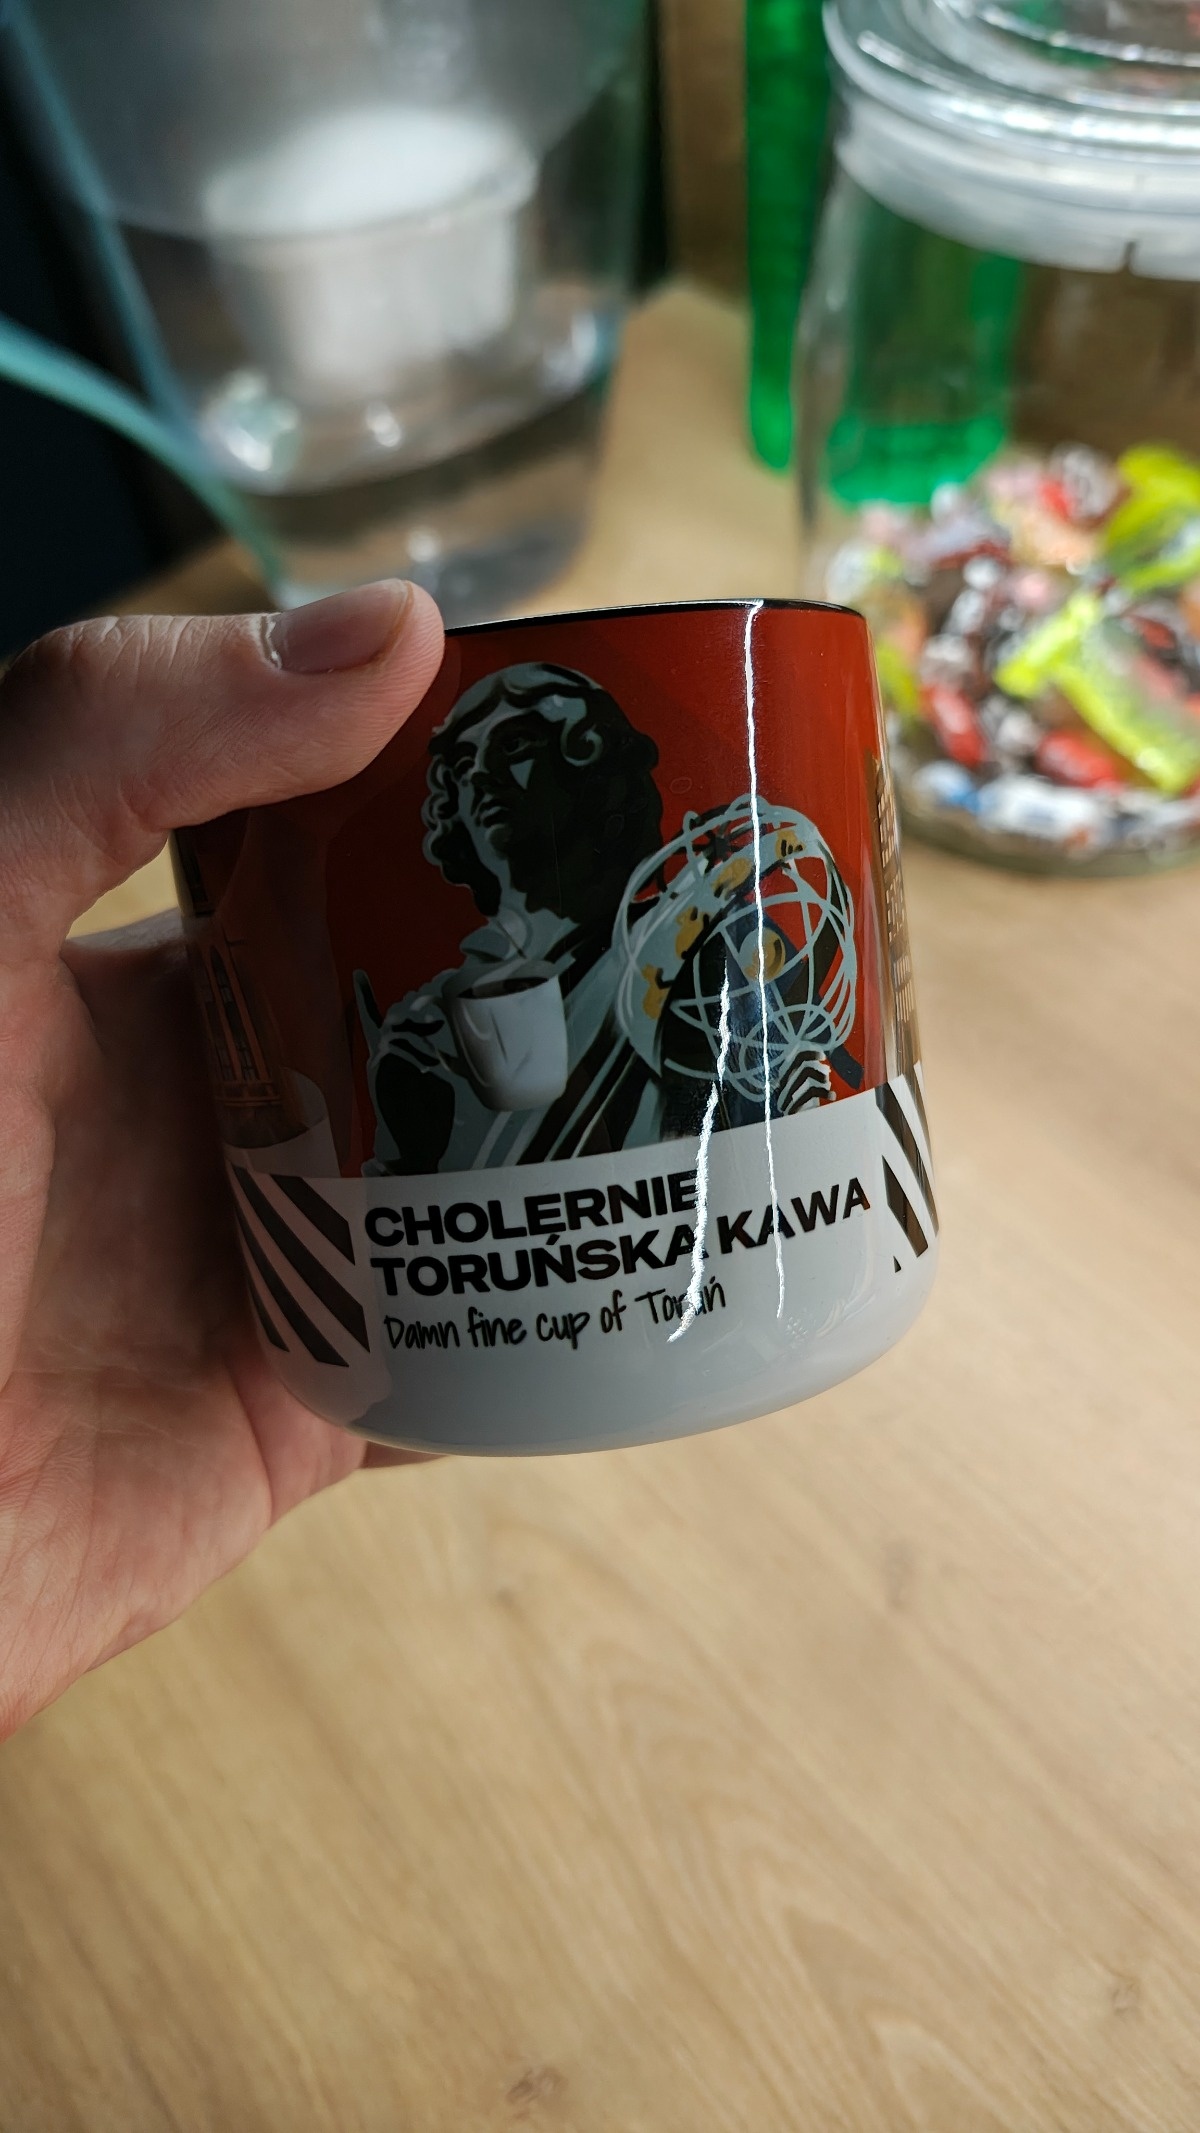 CHOLERNIE
TORUŃSKA KAWA
Damn fine cup of Toruń